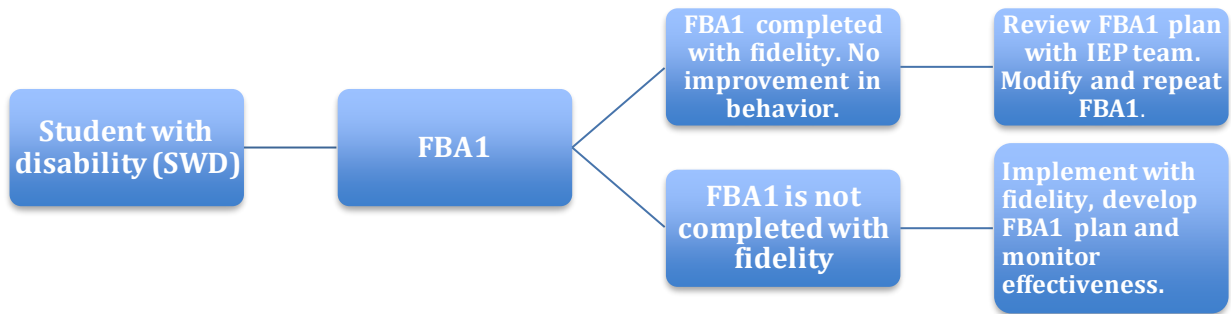 Student with
disability (SWD)
FBA1
FBA1 completed
with fidelity. No
improvement in
behavior.
Review FBA1 plan
with IEP team.
Modify and repeat
FBA1.
FBA1 is not
completed with
fidelity
Implement with
fidelity, develop
FBA1 plan and
monitor
effectiveness.